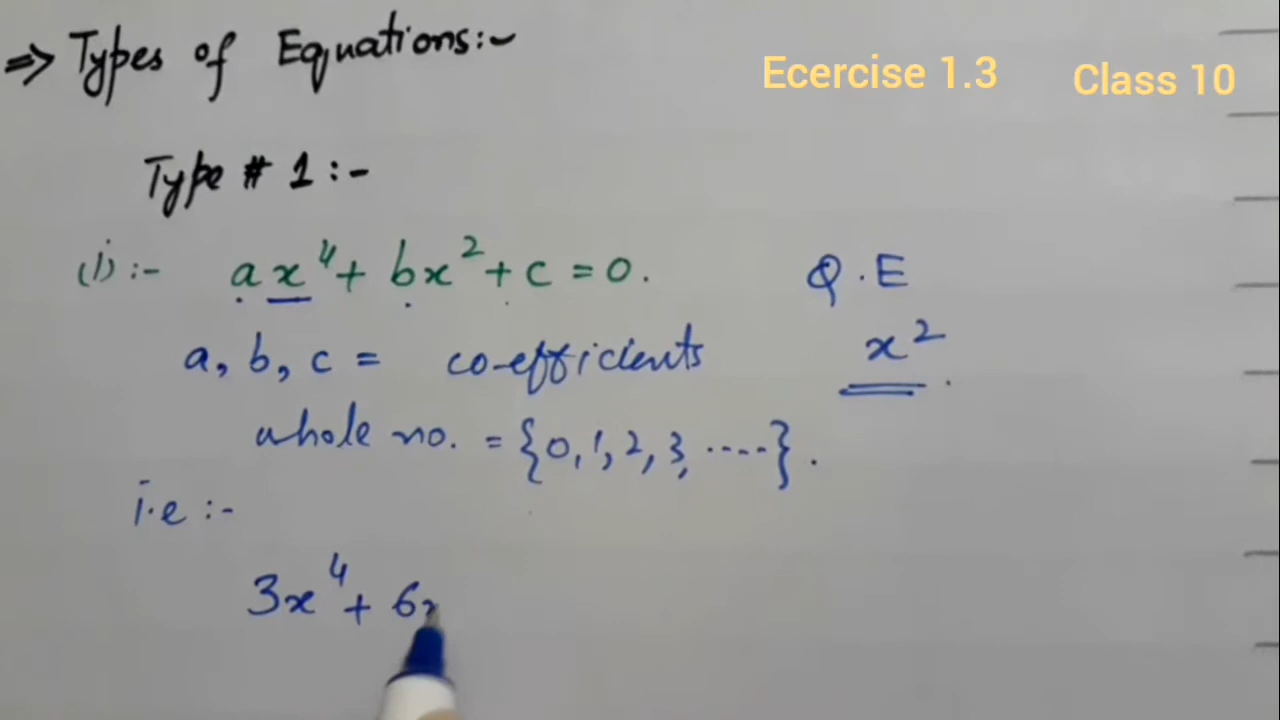 ⇒ Types of Equations:-
Ecercise 1.3 Class 10
Type # 1 :-
(i) :- ax⁴ + bx² + c = 0. Q.E
a, b, c = co-efficients x².
whole no. = {0, 1, 2, 3, .....}.
i.e :-
3x⁴ + 6x